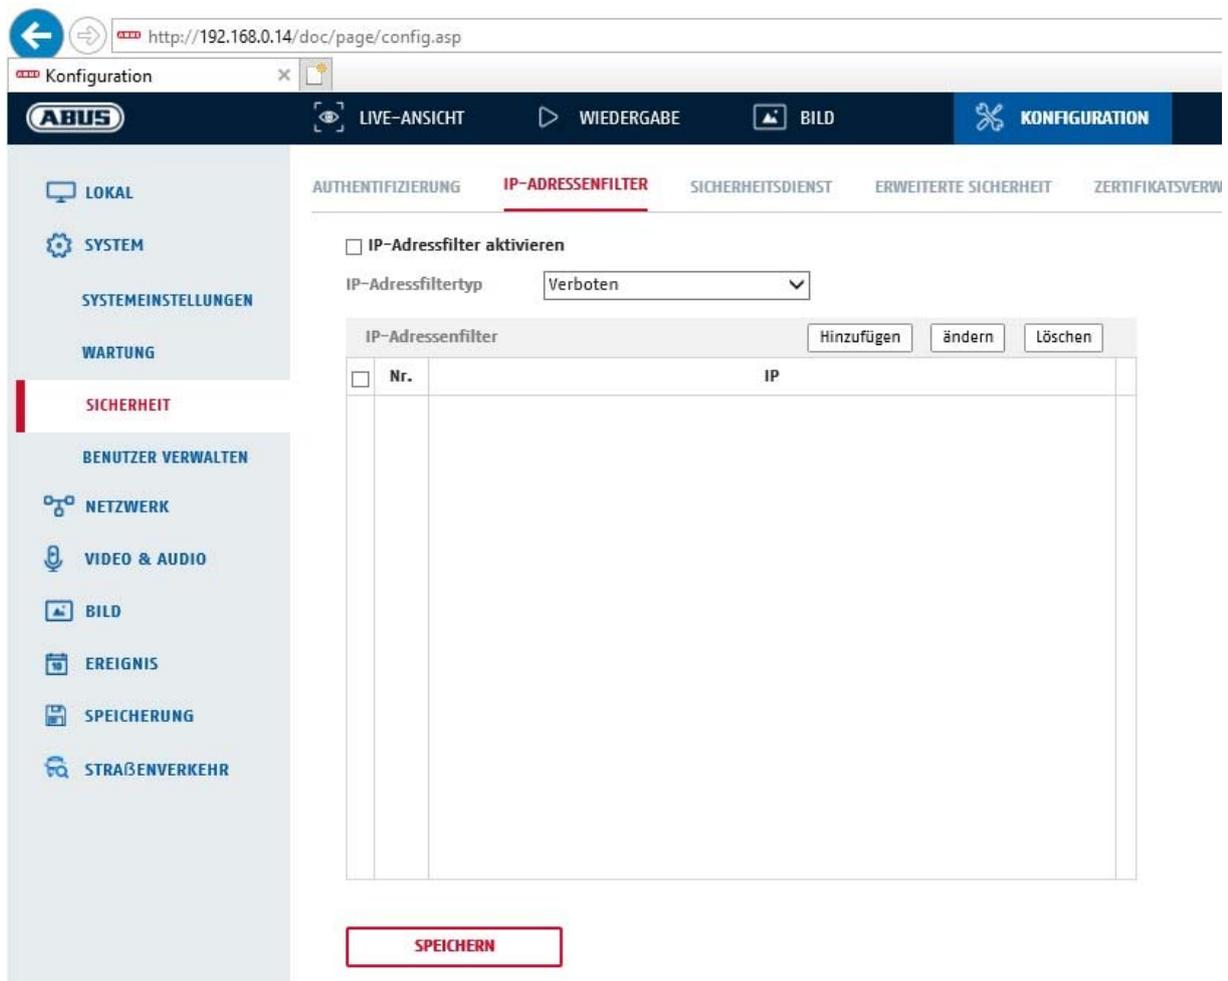 http://192.168.0.14/doc/page/config.asp
Konfiguration
ABUS LIVE-ANSICHT WIEDERGABE BILD KONFIGURATION
AUTHENTIFIZIERUNG IP-ADRESSENFILTER SICHERHEITSDIENST ERWEITERTE SICHERHEIT ZERTIFIKATSVERW
LOKAL
SYSTEM
SYSTEMEINSTELLUNGEN
WARTUNG
SICHERHEIT
BENUTZER VERWALTEN
NETZWERK
VIDEO & AUDIO
BILD
EREIGNIS
SPEICHERUNG
STRAßENVERKEHR
IP-Adressfilter aktivieren
IP-Adressfiltertyp Verboten
IP-Adressenfilter Hinzufügen ändern Löschen
Nr. IP
SPEICHERN